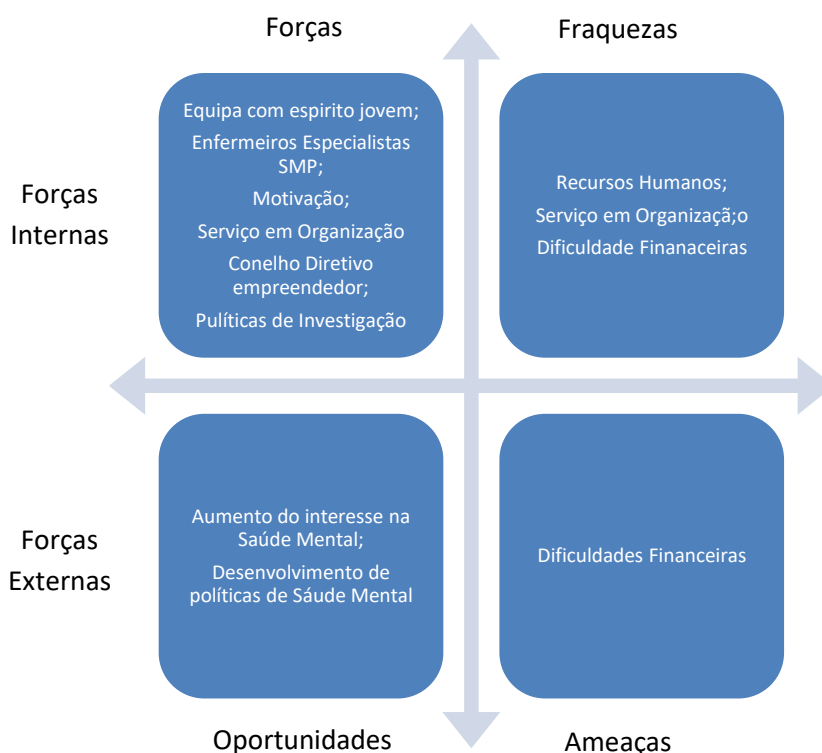 Forças
Fraquezas
Equipa com espirito jovem;
Enfermeiros Especialistas
SMP;
Motivação;
Serviço em Organização
Conelho Diretivo
empreendedor;
Pulíticas de Investigação
Forças
Internas
Recursos Humanos;
Serviço em Organizaçã;o
Dificuldade Finanaceiras
Forças
Externas
Aumento do interesse na
Saúde Mental;
Desenvolvimento de
políticas de Sáude Mental
Dificuldades Financeiras
Oportunidades
Ameaças